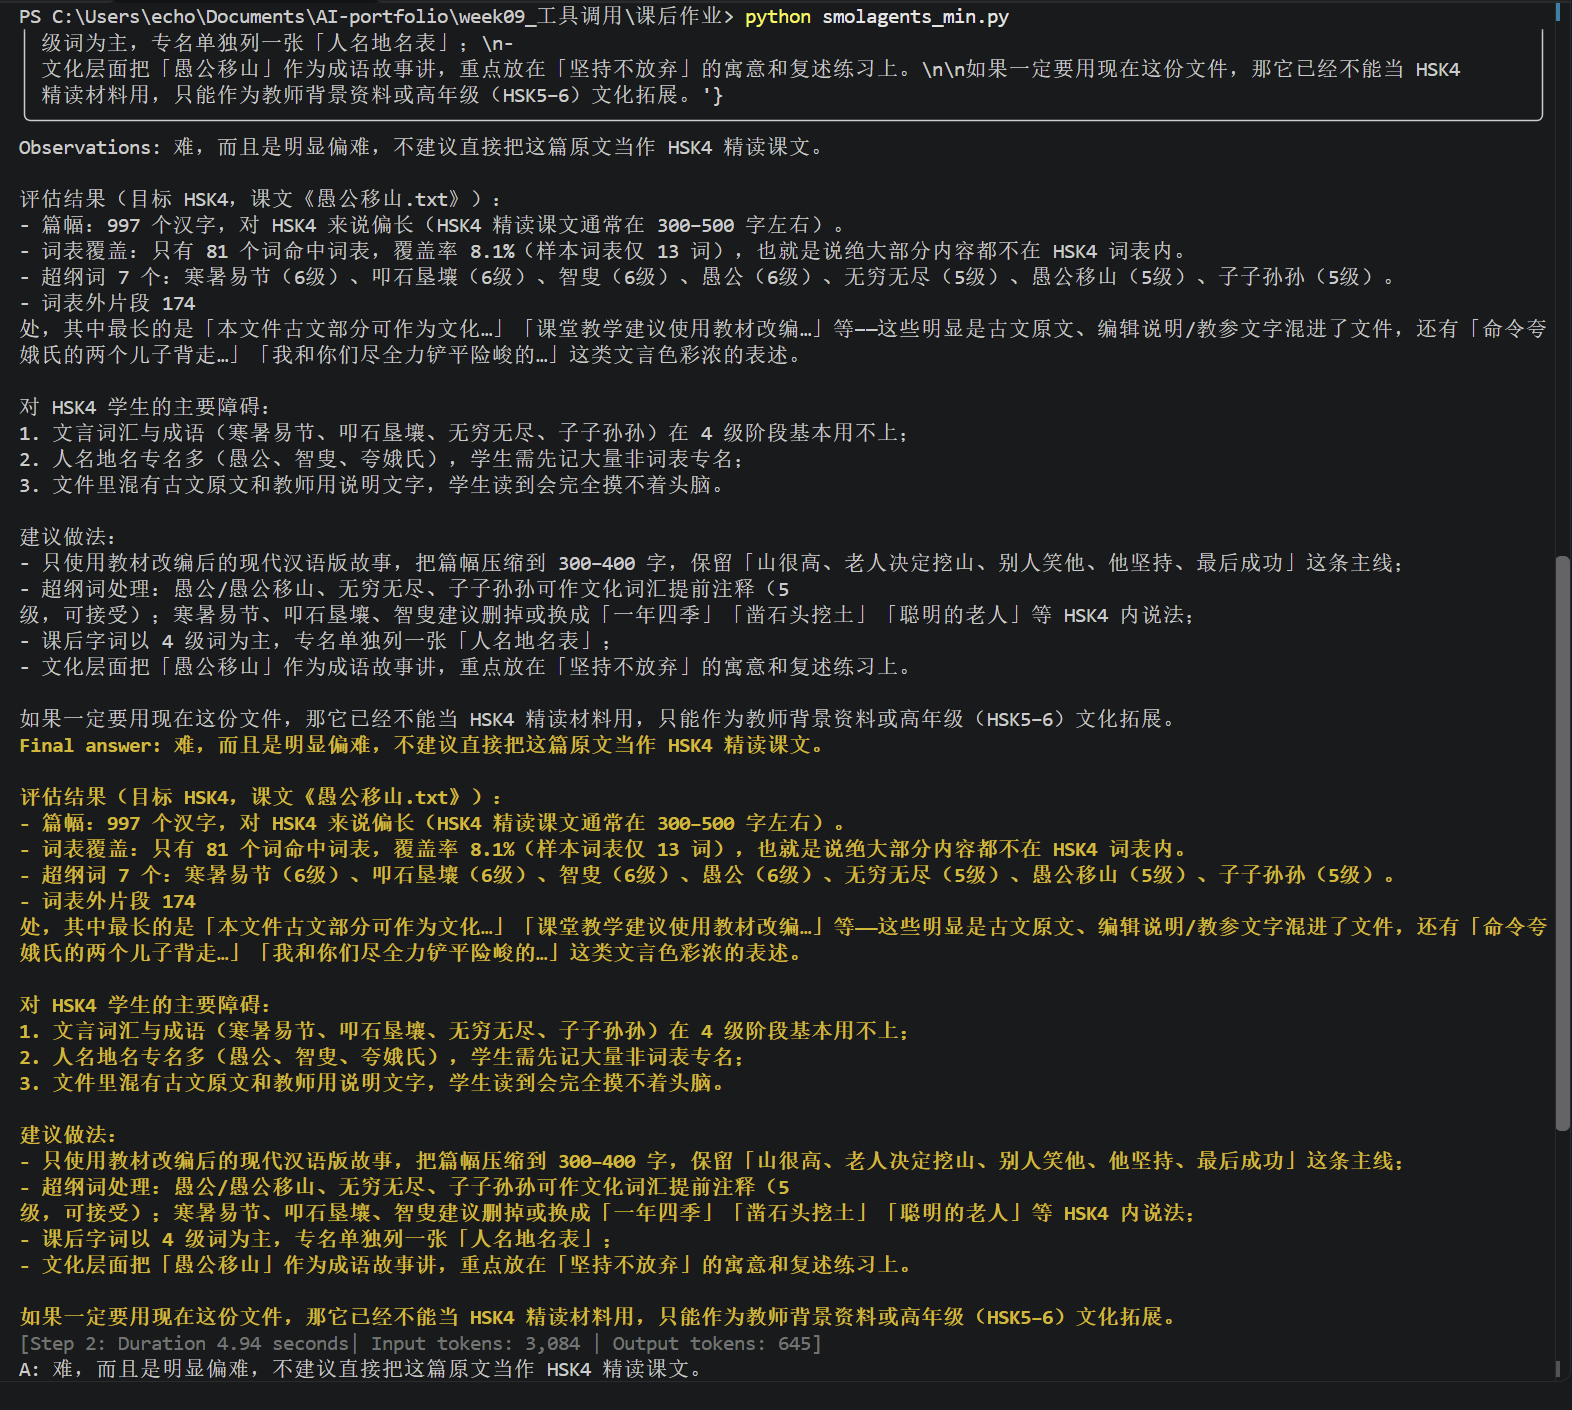 PS C:\Users\echo\Documents\AI-portfolio\week09_工具调用\课后作业> python smolagents_min.py
级词为主，专名单独列一张「人名地名表」；\n-
文化层面把「愚公移山」作为成语故事讲，重点放在「坚持不放弃」的寓意和复述练习上。\n\n如果一定要用现在这份文件，那它已经不能当 HSK4
精读材料用，只能作为教师背景资料或高年级（HSK5-6）文化拓展。'}
Observations: 难，而且是明显偏难，不建议直接把这篇原文当作 HSK4 精读课文。
评估结果（目标 HSK4，课文《愚公移山.txt》）：
- 篇幅：997 个汉字，对 HSK4 来说偏长（HSK4 精读课文通常在 300-500 字左右）。
- 词表覆盖：只有 81 个词命中词表，覆盖率 8.1%（样本词表仅 13 词），也就是说绝大部分内容都不在 HSK4 词表内。
- 超纲词 7 个：寒暑易节（6级）、叩石垦壤（6级）、智叟（6级）、愚公（6级）、无穷无尽（5级）、愚公移山（5级）、子子孙孙（5级）。
- 词表外片段 174
处，其中最长的是「本文件古文部分可作为文化…」「课堂教学建议使用教材改编…」等——这些明显是古文原文、编辑说明/教参文字混进了文件，还有「命令夸
娥氏的两个儿子背走…」「我和你们尽全力铲平险峻的…」这类文言色彩浓的表述。
对 HSK4 学生的主要障碍：
1. 文言词汇与成语（寒暑易节、叩石垦壤、无穷无尽、子子孙孙）在 4 级阶段基本用不上；
2. 人名地名专名多（愚公、智叟、夸娥氏），学生需先记大量非词表专名；
3. 文件里混有古文原文和教师用说明文字，学生读到会完全摸不着头脑。
建议做法：
- 只使用教材改编后的现代汉语版故事，把篇幅压缩到 300-400 字，保留「山很高、老人决定挖山、别人笑他、他坚持、最后成功」这条主线；
- 超纲词处理：愚公/愚公移山、无穷无尽、子子孙孙可作文化词汇提前注释（5
级，可接受）；寒暑易节、叩石垦壤、智叟建议删掉或换成「一年四季」「凿石头挖土」「聪明的老人」等 HSK4 内说法；
- 课后字词以 4 级词为主，专名单独列一张「人名地名表」；
- 文化层面把「愚公移山」作为成语故事讲，重点放在「坚持不放弃」的寓意和复述练习上。
如果一定要用现在这份文件，那它已经不能当 HSK4 精读材料用，只能作为教师背景资料或高年级（HSK5-6）文化拓展。
Final answer: 难，而且是明显偏难，不建议直接把这篇原文当作 HSK4 精读课文。
评估结果（目标 HSK4，课文《愚公移山.txt》）：
- 篇幅：997 个汉字，对 HSK4 来说偏长（HSK4 精读课文通常在 300-500 字左右）。
- 词表覆盖：只有 81 个词命中词表，覆盖率 8.1%（样本词表仅 13 词），也就是说绝大部分内容都不在 HSK4 词表内。
- 超纲词 7 个：寒暑易节（6级）、叩石垦壤（6级）、智叟（6级）、愚公（6级）、无穷无尽（5级）、愚公移山（5级）、子子孙孙（5级）。
- 词表外片段 174
处，其中最长的是「本文件古文部分可作为文化…」「课堂教学建议使用教材改编…」等——这些明显是古文原文、编辑说明/教参文字混进了文件，还有「命令夸
娥氏的两个儿子背走…」「我和你们尽全力铲平险峻的…」这类文言色彩浓的表述。
对 HSK4 学生的主要障碍：
1. 文言词汇与成语（寒暑易节、叩石垦壤、无穷无尽、子子孙孙）在 4 级阶段基本用不上；
2. 人名地名专名多（愚公、智叟、夸娥氏），学生需先记大量非词表专名；
3. 文件里混有古文原文和教师用说明文字，学生读到会完全摸不着头脑。
建议做法：
- 只使用教材改编后的现代汉语版故事，把篇幅压缩到 300-400 字，保留「山很高、老人决定挖山、别人笑他、他坚持、最后成功」这条主线；
- 超纲词处理：愚公/愚公移山、无穷无尽、子子孙孙可作文化词汇提前注释（5
级，可接受）；寒暑易节、叩石垦壤、智叟建议删掉或换成「一年四季」「凿石头挖土」「聪明的老人」等 HSK4 内说法；
- 课后字词以 4 级词为主，专名单独列一张「人名地名表」；
- 文化层面把「愚公移山」作为成语故事讲，重点放在「坚持不放弃」的寓意和复述练习上。
如果一定要用现在这份文件，那它已经不能当 HSK4 精读材料用，只能作为教师背景资料或高年级（HSK5-6）文化拓展。
[Step 2: Duration 4.94 seconds| Input tokens: 3,084 | Output tokens: 645]
A: 难，而且是明显偏难，不建议直接把这篇原文当作 HSK4 精读课文。